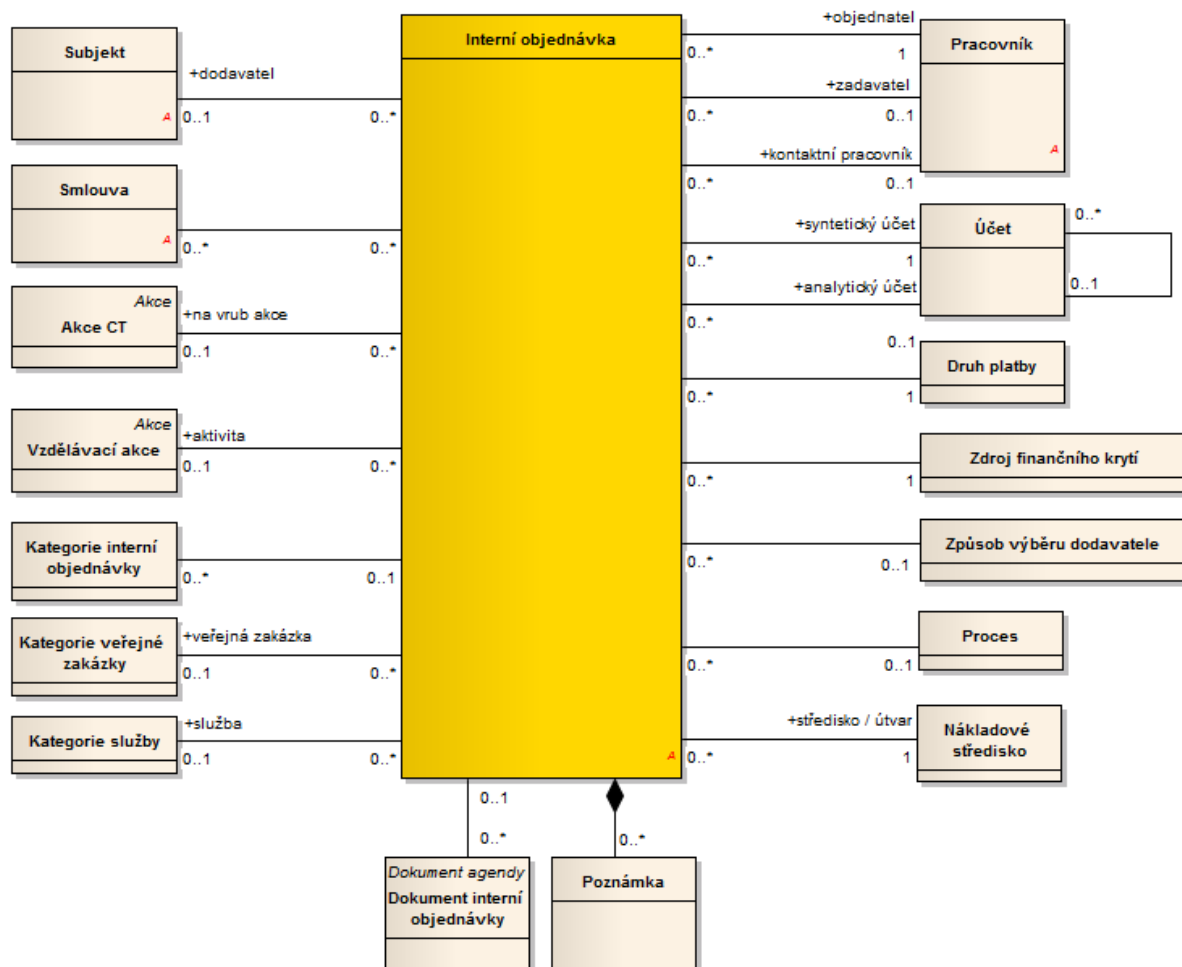 Interní objednávka
Subjekt
+dodavatel
0..1
0..*
A
Smlouva
0..*
0..*
A
Akce
Akce CT
+na vrub akce
0..1
0..*
Akce
Vzdělávací akce
+aktivita
0..1
0..*
Kategorie interní
objednávky
0..*
0..1
Kategorie veřejné
zakázky
+veřejná zakázka
0..1
0..*
Kategorie služby
+služba
0..1
0..*
+objednatel
0..*
1
Pracovník
+zadavatel
0..*
0..1
+kontaktní pracovník
0..*
0..1
A
+syntetický účet
0..*
1
Účet
0..*
0..1
+analytický účet
0..*
0..1
Druh platby
0..*
1
Zdroj finančního krytí
0..*
1
Způsob výběru dodavatele
0..*
0..1
Proces
0..*
0..1
+středisko / útvar
0..*
1
Nákladové
středisko
A
0..1
0..*
Dokument agendy
Dokument interní
objednávky
0..*
Poznámka